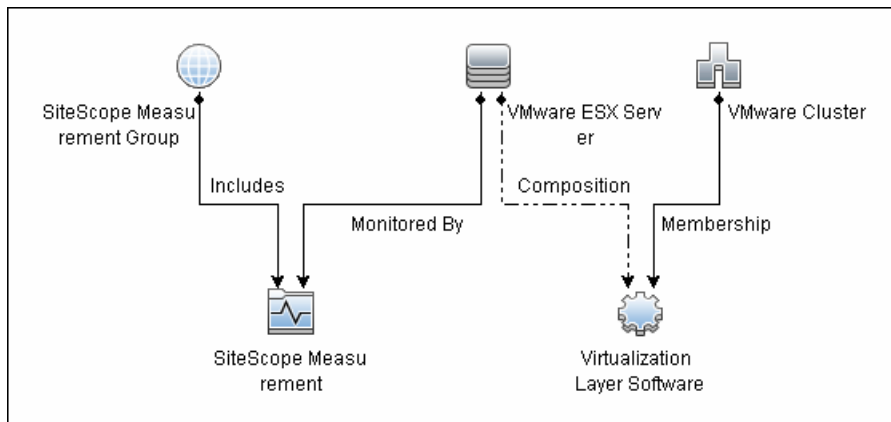 SiteScope Measu
rement Group
VMware ESX Serv
er
VMware Cluster
Includes
Composition
Monitored By
Membership
SiteScope Measu
rement
Virtualization
Layer Software